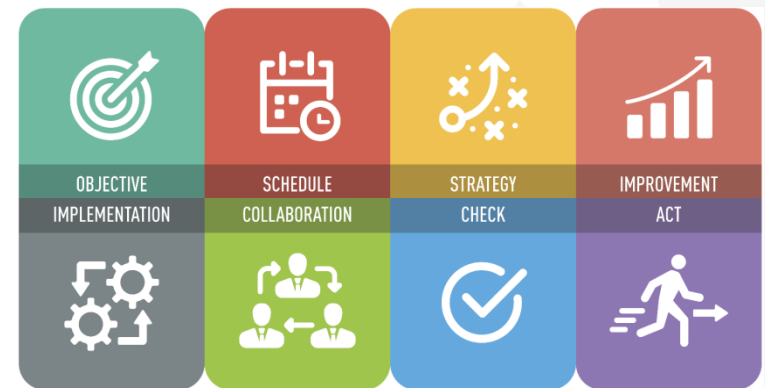 OBJECTIVE SCHEDULE STRATEGY IMPROVEMENT
IMPLEMENTATION COLLABORATION CHECK ACT